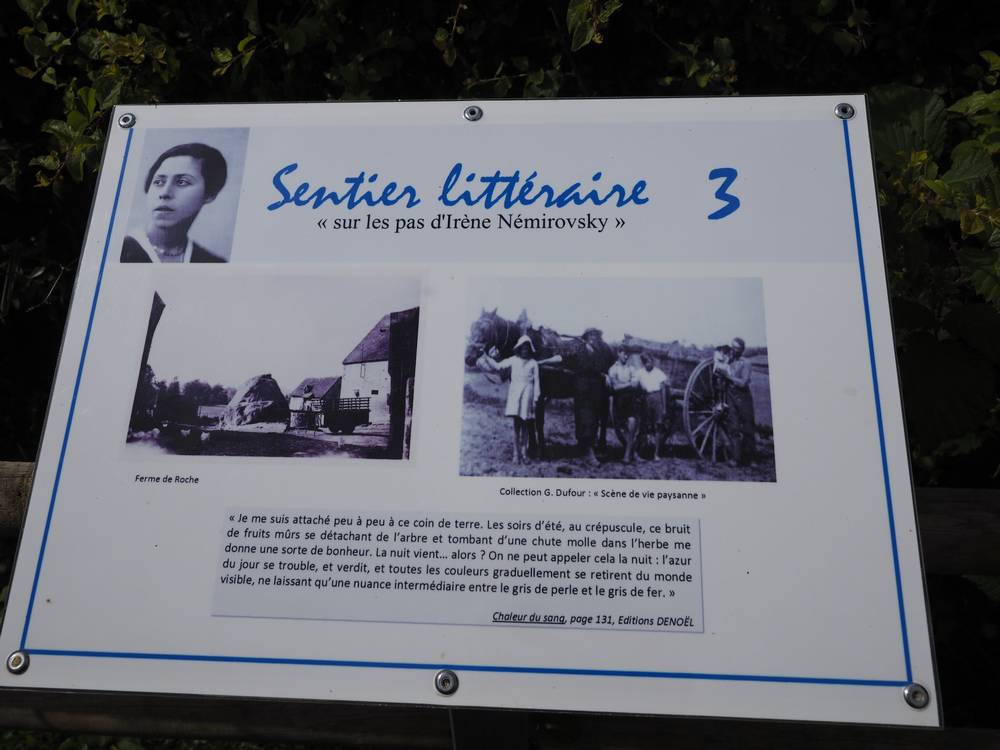 Sentier littéraire 3
« sur les pas d'Irène Némirovsky »
Ferme de Roche
Collection G. Dufour : « Scène de vie paysanne »
« Je me suis attaché peu à peu à ce coin de terre. Les soirs d'été, au crépuscule, ce bruit
de fruits mûrs se détachant de l'arbre et tombant d'une chute molle dans l'herbe me
donne une sorte de bonheur. La nuit vient... alors ? On ne peut appeler cela la nuit : l'azur
du jour se trouble, et verdit, et toutes les couleurs graduellement se retirent du monde
visible, ne laissant qu'une nuance intermédiaire entre le gris de perle et le gris de fer. »
Chaleur du sang, page 131, Editions DENOËL